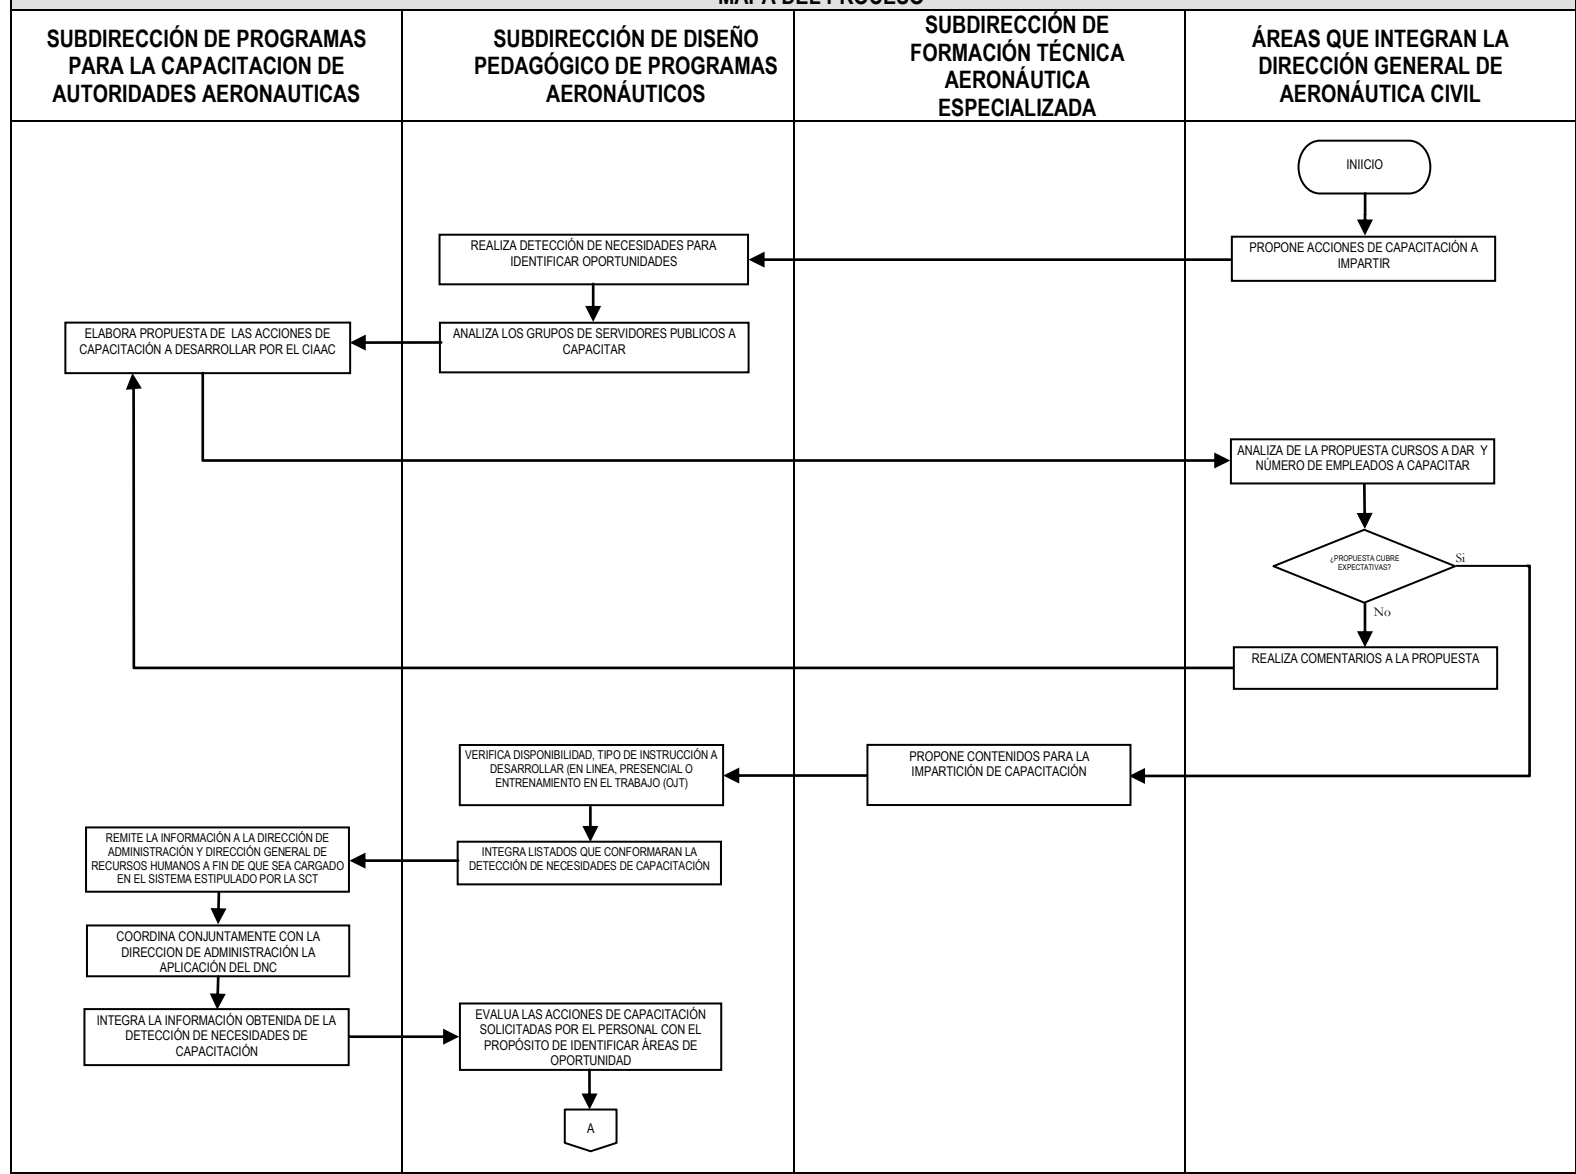 MAPA DEL PROCESO
SUBDIRECCIÓN DE PROGRAMAS
PARA LA CAPACITACION DE
AUTORIDADES AERONAUTICAS
SUBDIRECCIÓN DE DISEÑO
PEDAGÓGICO DE PROGRAMAS
AERONÁUTICOS
SUBDIRECCIÓN DE
FORMACIÓN TÉCNICA
AERONÁUTICA
ESPECIALIZADA
ÁREAS QUE INTEGRAN LA
DIRECCIÓN GENERAL DE
AERONÁUTICA CIVIL
INIICIO
PROPONE ACCIONES DE CAPACITACIÓN A
IMPARTIR
REALIZA DETECCIÓN DE NECESIDADES PARA
IDENTIFICAR OPORTUNIDADES
ANALIZA LOS GRUPOS DE SERVIDORES PUBLICOS A
CAPACITAR
ELABORA PROPUESTA DE LAS ACCIONES DE
CAPACITACIÓN A DESARROLLAR POR EL CIAAC
ANALIZA DE LA PROPUESTA CURSOS A DAR Y
NÚMERO DE EMPLEADOS A CAPACITAR
¿PROPUESTA CUBRE
EXPECTATIVAS?
Si
No
REALIZA COMENTARIOS A LA PROPUESTA
PROPONE CONTENIDOS PARA LA
IMPARTICIÓN DE CAPACITACIÓN
VERIFICA DISPONIBILIDAD, TIPO DE INSTRUCCIÓN A
DESARROLLAR (EN LINEA, PRESENCIAL O
ENTRENAMIENTO EN EL TRABAJO (OJT)
INTEGRA LISTADOS QUE CONFORMARAN LA
DETECCIÓN DE NECESIDADES DE CAPACITACIÓN
REMITE LA INFORMACIÓN A LA DIRECCIÓN DE
ADMINISTRACIÓN Y DIRECCIÓN GENERAL DE
RECURSOS HUMANOS A FIN DE QUE SEA CARGADO
EN EL SISTEMA ESTIPULADO POR LA SCT
COORDINA CONJUNTAMENTE CON LA
DIRECCION DE ADMINISTRACIÓN LA
APLICACIÓN DEL DNC
INTEGRA LA INFORMACIÓN OBTENIDA DE LA
DETECCIÓN DE NECESIDADES DE
CAPACITACIÓN
EVALUA LAS ACCIONES DE CAPACITACIÓN
SOLICITADAS POR EL PERSONAL CON EL
PROPÓSITO DE IDENTIFICAR ÁREAS DE
OPORTUNIDAD
A